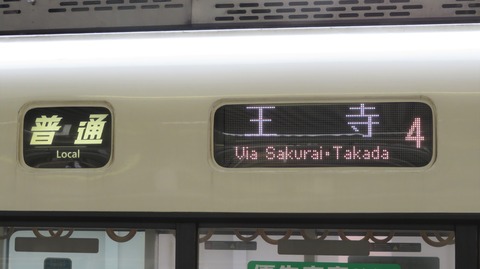 普通
Local
王寺
Via Sakurai・Takada
4